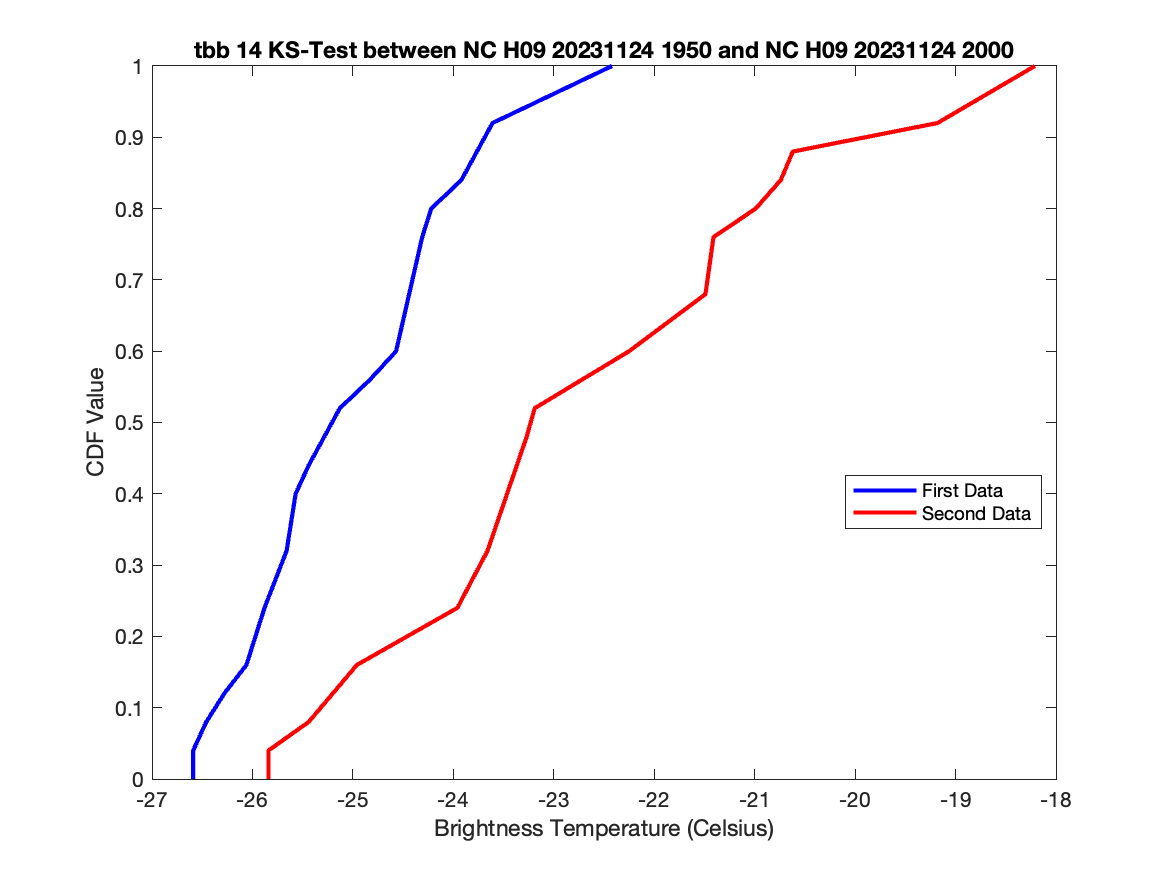 tbb 14 KS-Test between NC H09 20231124 1950 and NC H09 20231124 2000
1
0.9
0.8
0.7
0.6
0.5
0.4
0.3
0.2
0.1
0
CDF Value
First Data
Second Data
-27 -26 -25 -24 -23 -22 -21 -20 -19 -18
Brightness Temperature (Celsius)